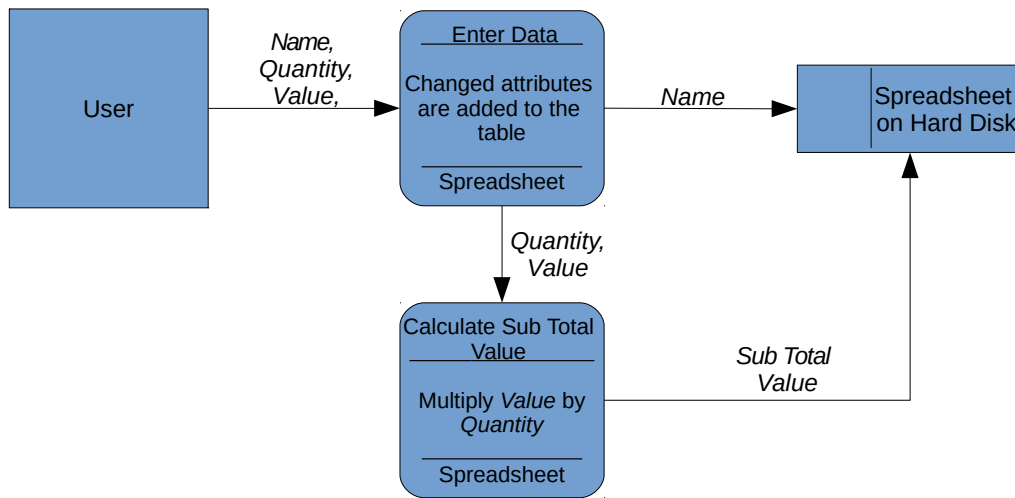 User
Name,
Quantity,
Value,
Enter Data
Changed attributes
are added to the
table
Spreadsheet
Name
Spreadsheet
on Hard Disk
Quantity,
Value
Calculate Sub Total
Value
Multiply Value by
Quantity
Spreadsheet
Sub Total
Value